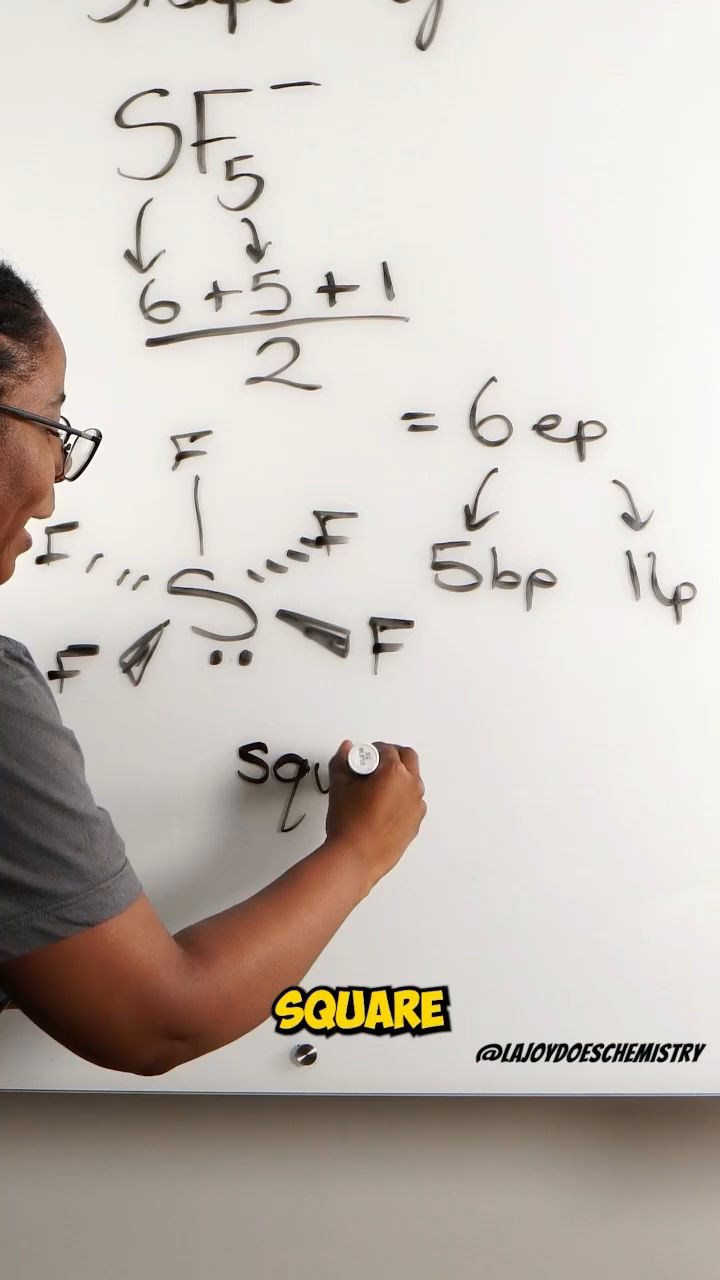 SF5⁻
6 + 5 + 1
2
= 6 ep
5bp 1lp
F
F F
S
F F
squ
SQUARE
@LAJOYDOESCHEMISTRY